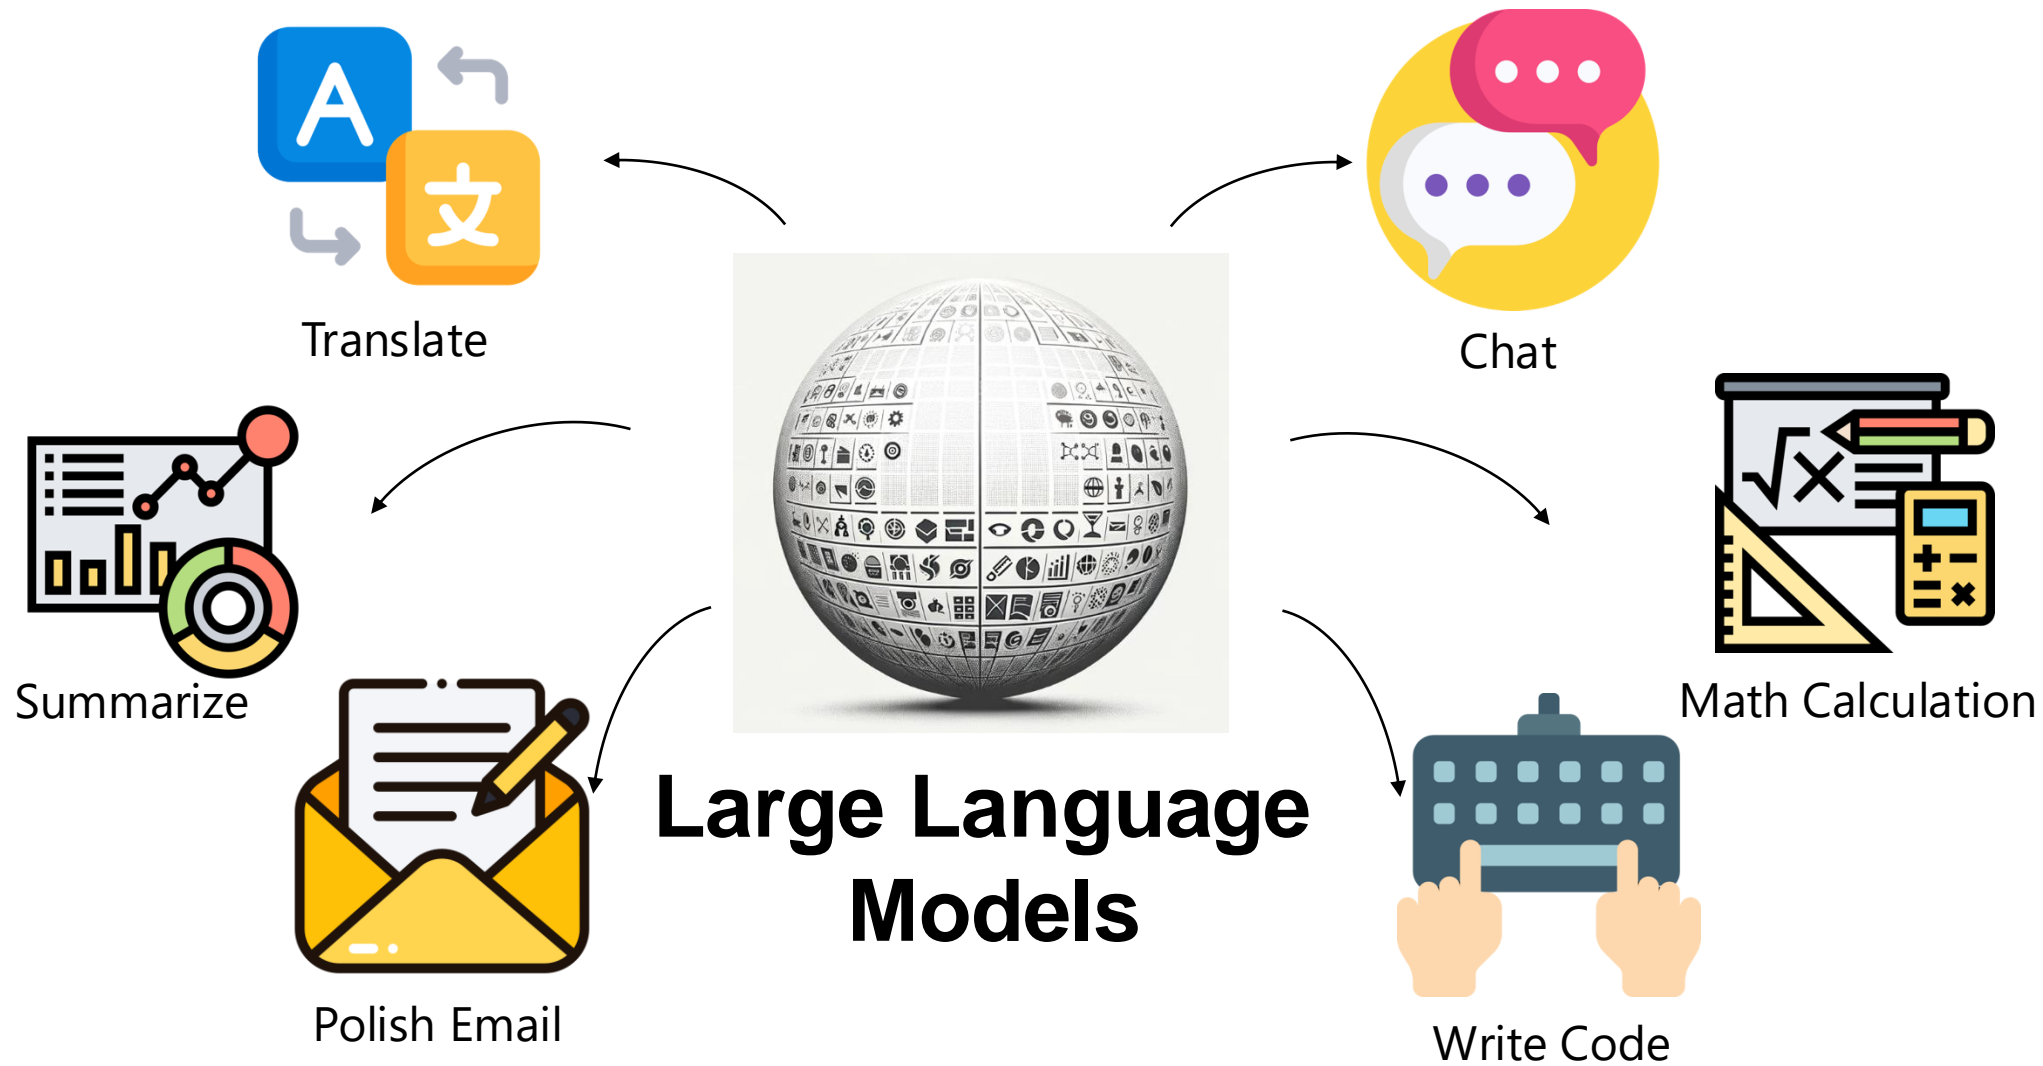 A
文
Translate
Chat
Summarize
Math Calculation
Large Language
Models
Polish Email
Write Code